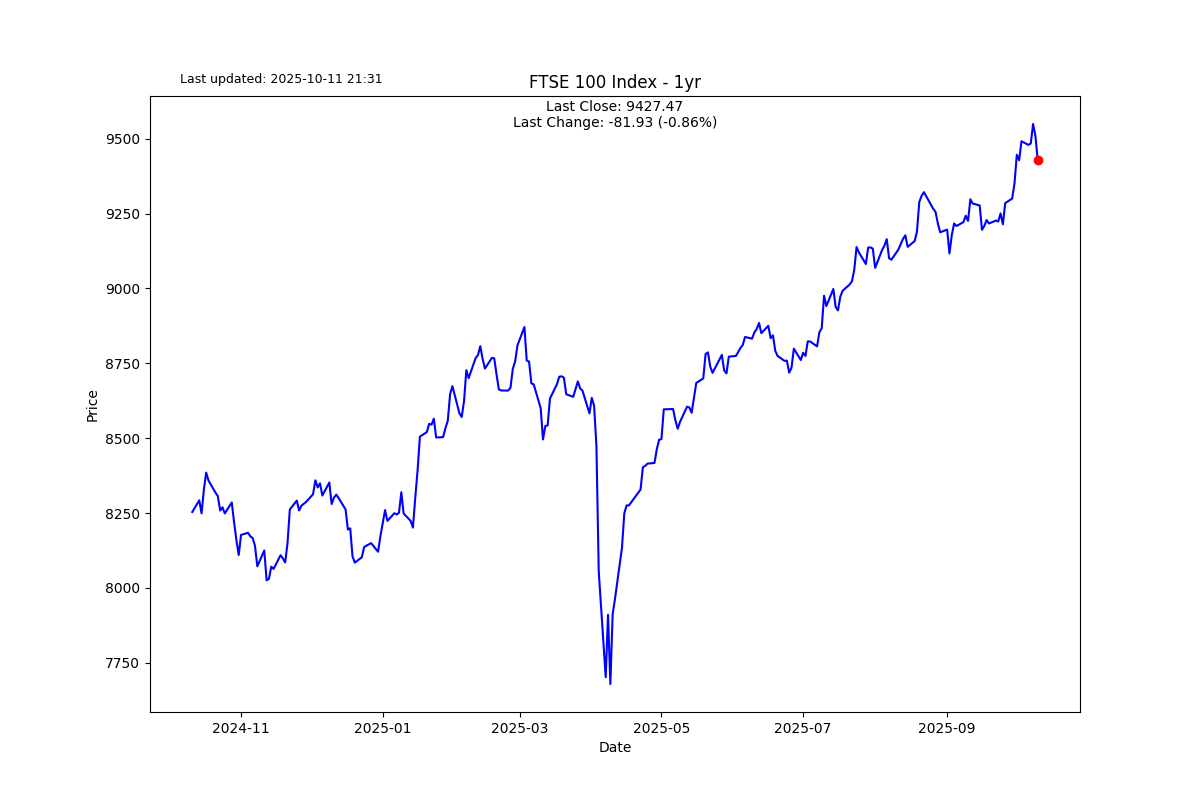 Last updated: 2025-10-11 21:31
FTSE 100 Index - 1yr
Last Close: 9427.47
Last Change: -81.93 (-0.86%)
9500
9250
9000
8750
8500
8250
8000
7750
Price
2024-11
2025-01
2025-03
2025-05
2025-07
2025-09
Date